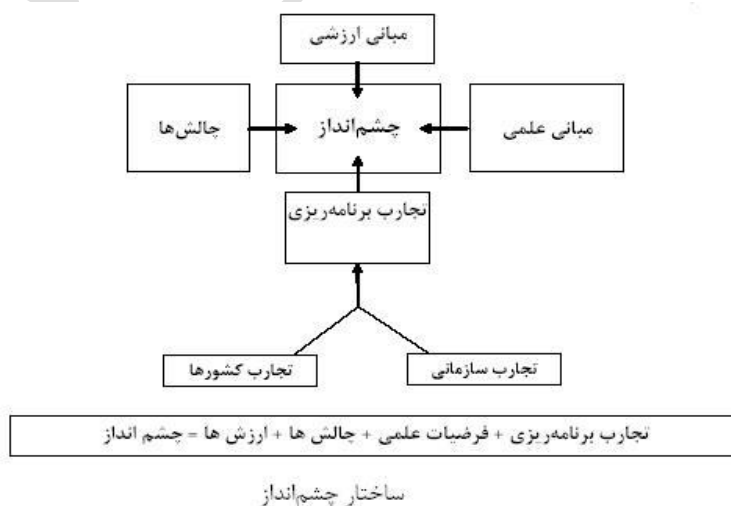 مبانی ارزشی
مبانی علمی
چشم‌انداز
چالش‌ها
تجارب برنامه‌ریزی
تجارب سازمانی
تجارب کشورها
تجارب برنامه‌ریزی + فرضیات علمی + چالش ها + ارزش ها = چشم انداز
ساختار چشم‌انداز